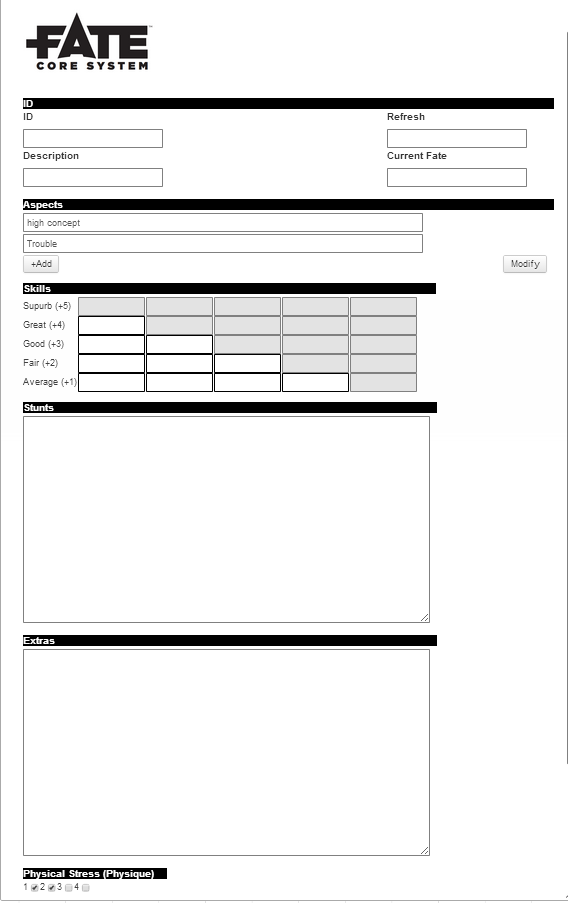 FATE
CORE SYSTEM
ID
ID Refresh
Description Current Fate
Aspects
high concept
Trouble
+Add Modify
Skills
Supurb (+5)
Great (+4)
Good (+3)
Fair (+2)
Average (+1)
Stunts
Extras
Physical Stress (Physique)
1 2 3 4